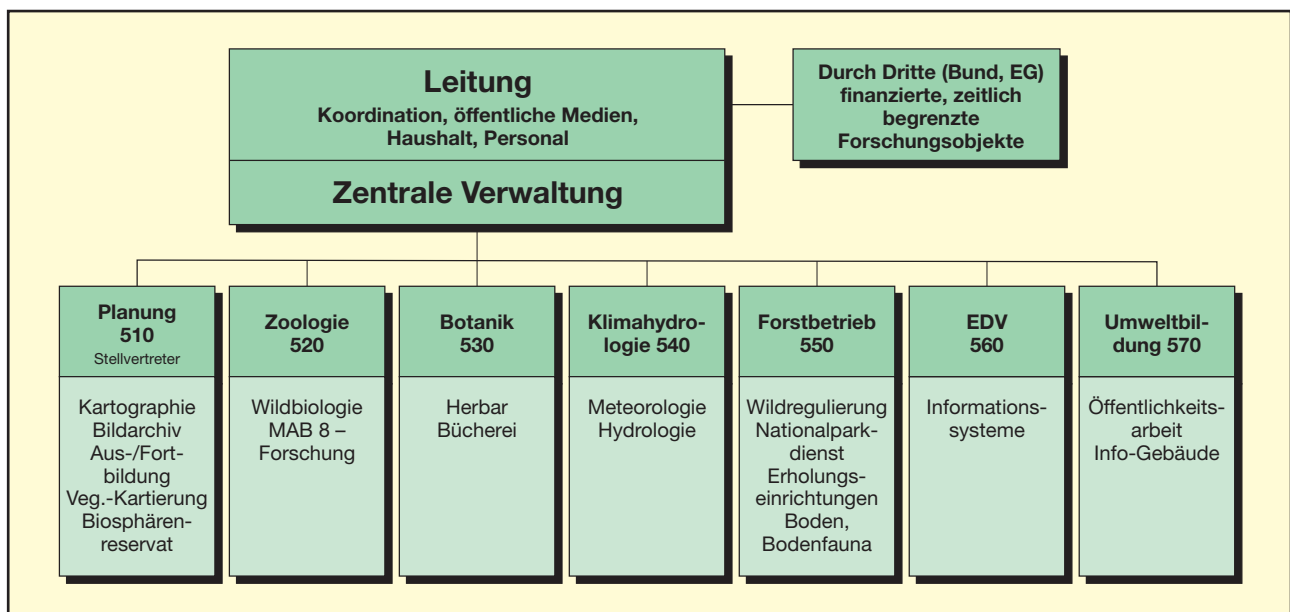 Leitung
Koordination, öffentliche Medien,
Haushalt, Personal
Zentrale Verwaltung
Durch Dritte (Bund, EG)
finanzierte, zeitlich
begrenzte
Forschungsobjekte
Planung
510
Stellvertreter
Kartographie
Bildarchiv
Aus-/Fort-
bildung
Veg.-Kartierung
Biosphären-
reservat
Zoologie
520
Wildbiologie
MAB 8 –
Forschung
Botanik
530
Herbar
Bücherei
Klimahydro-
logie 540
Meteorologie
Hydrologie
Forstbetrieb
550
Wildregulierung
Nationalpark-
dienst
Erholungs-
einrichtungen
Boden,
Bodenfauna
EDV
560
Informations-
systeme
Umweltbil-
dung 570
Öffentlichkeits-
arbeit
Info-Gebäude